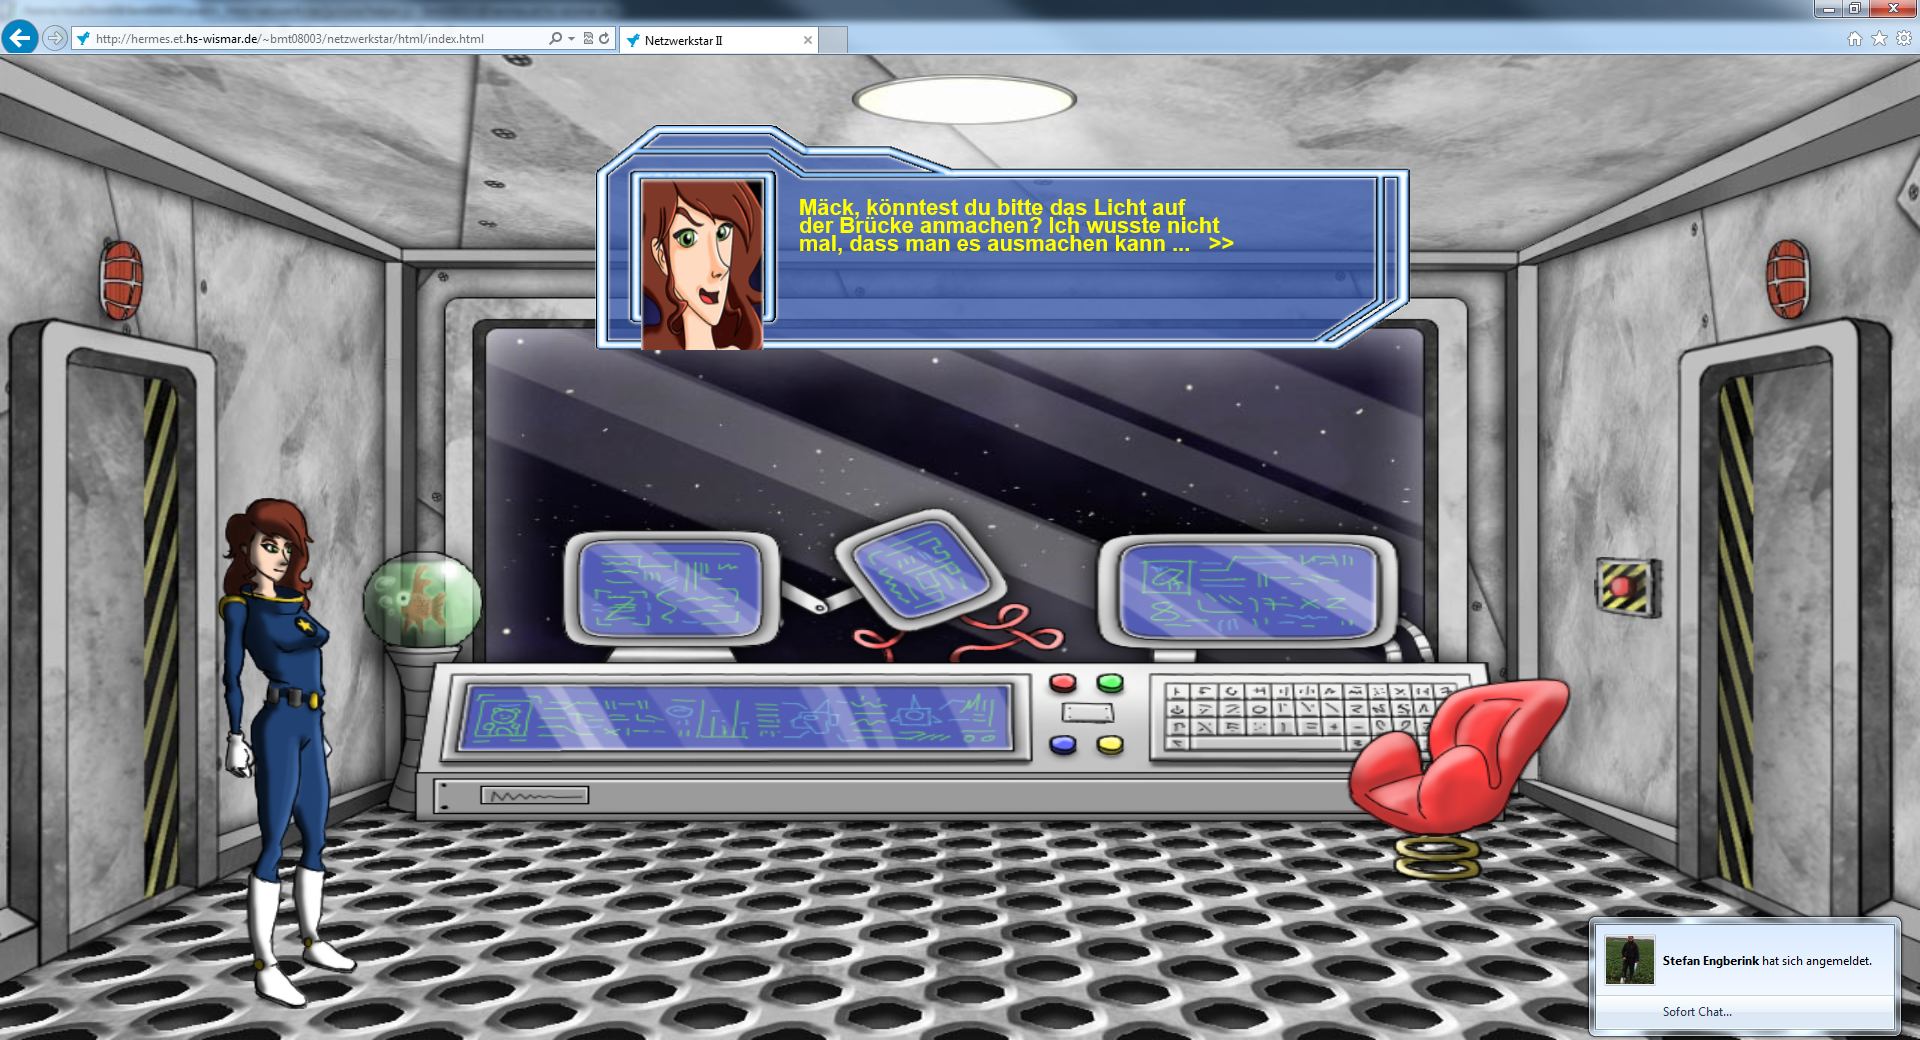 http://hermes.et.hs-wismar.de/~bmt08003/netzwerkstar/html/index.html
Netzwerkstar II
Mäck, könntest du bitte das Licht auf
der Brücke anmachen? Ich wusste nicht
mal, dass man es ausmachen kann ... >>
Stefan Engberink hat sich angemeldet.
Sofort Chat...